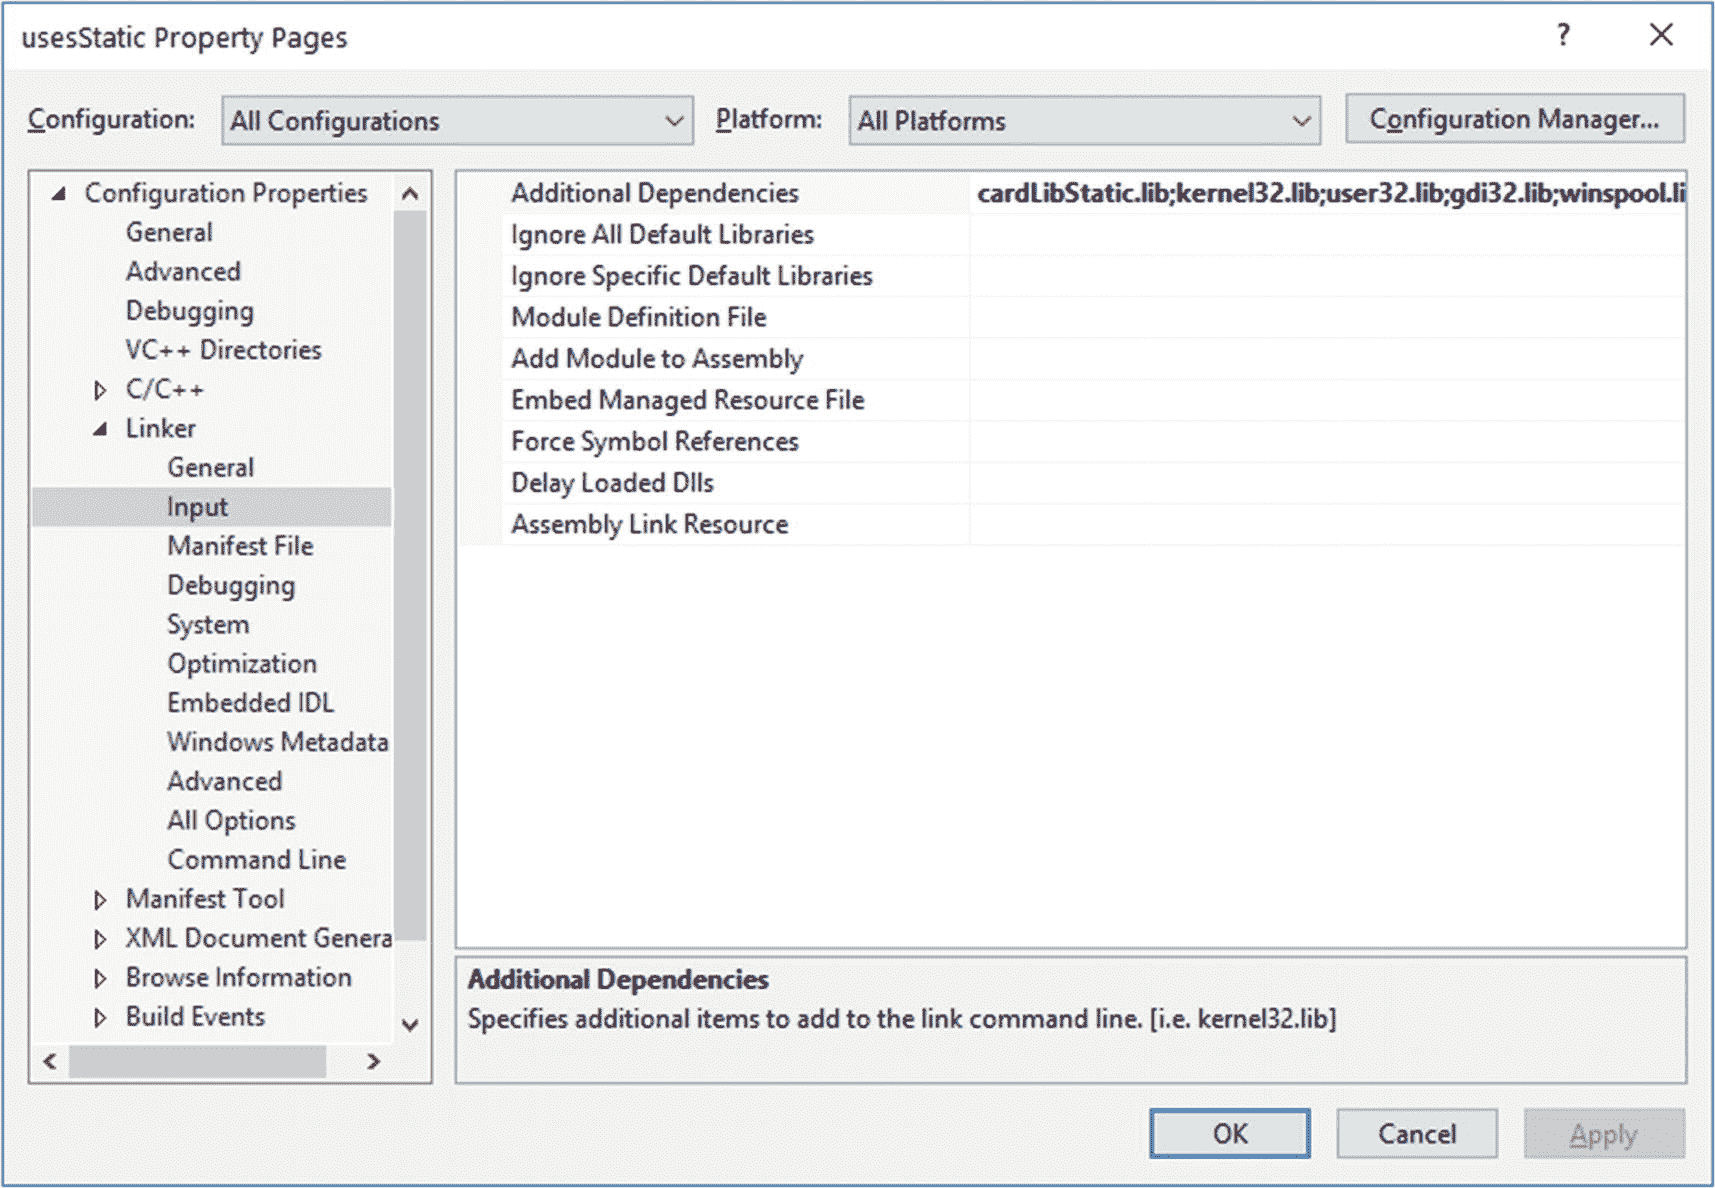 usesStatic Property Pages
?
Configuration: All Configurations Platform: All Platforms Configuration Manager...
Configuration Properties
General
Advanced
Debugging
VC++ Directories
C/C++
Linker
General
Input
Manifest File
Debugging
System
Optimization
Embedded IDL
Windows Metadata
Advanced
All Options
Command Line
Manifest Tool
XML Document Genera
Browse Information
Build Events
Additional Dependencies cardLibStatic.lib;kernel32.lib;user32.lib;gdi32.lib;winspool.li
Ignore All Default Libraries
Ignore Specific Default Libraries
Module Definition File
Add Module to Assembly
Embed Managed Resource File
Force Symbol References
Delay Loaded Dlls
Assembly Link Resource
Additional Dependencies
Specifies additional items to add to the link command line. [i.e. kernel32.lib]
OK Cancel Apply